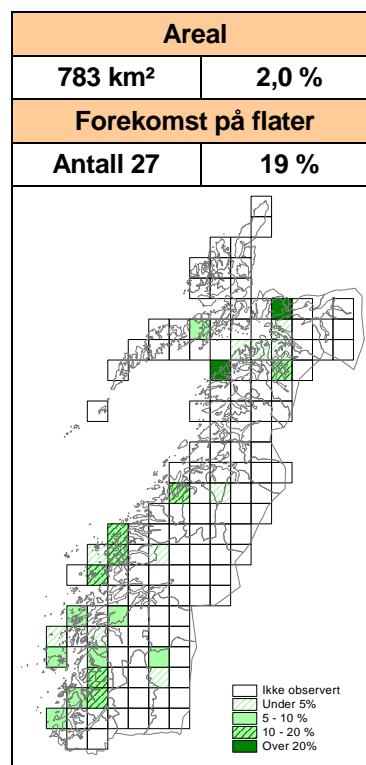 Areal
783 km² 2,0 %
Forekomst på flater
Antall 27 19 %
Ikke observert
Under 5%
5 - 10 %
10 - 20 %
Over 20%